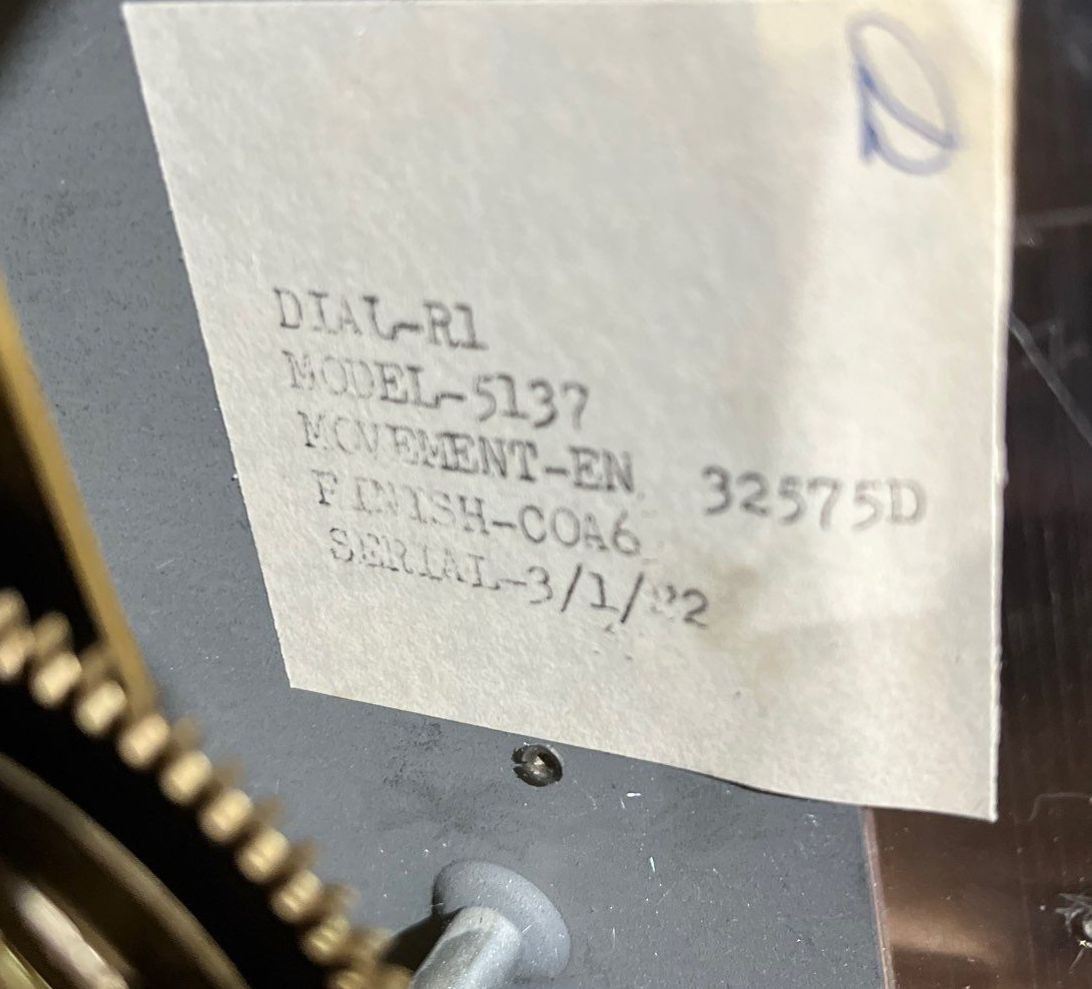 DIAL-R1
MODEL-5137
MOVEMENT-EN 32575D
FINISH-COA6
SERIAL-3/1/22